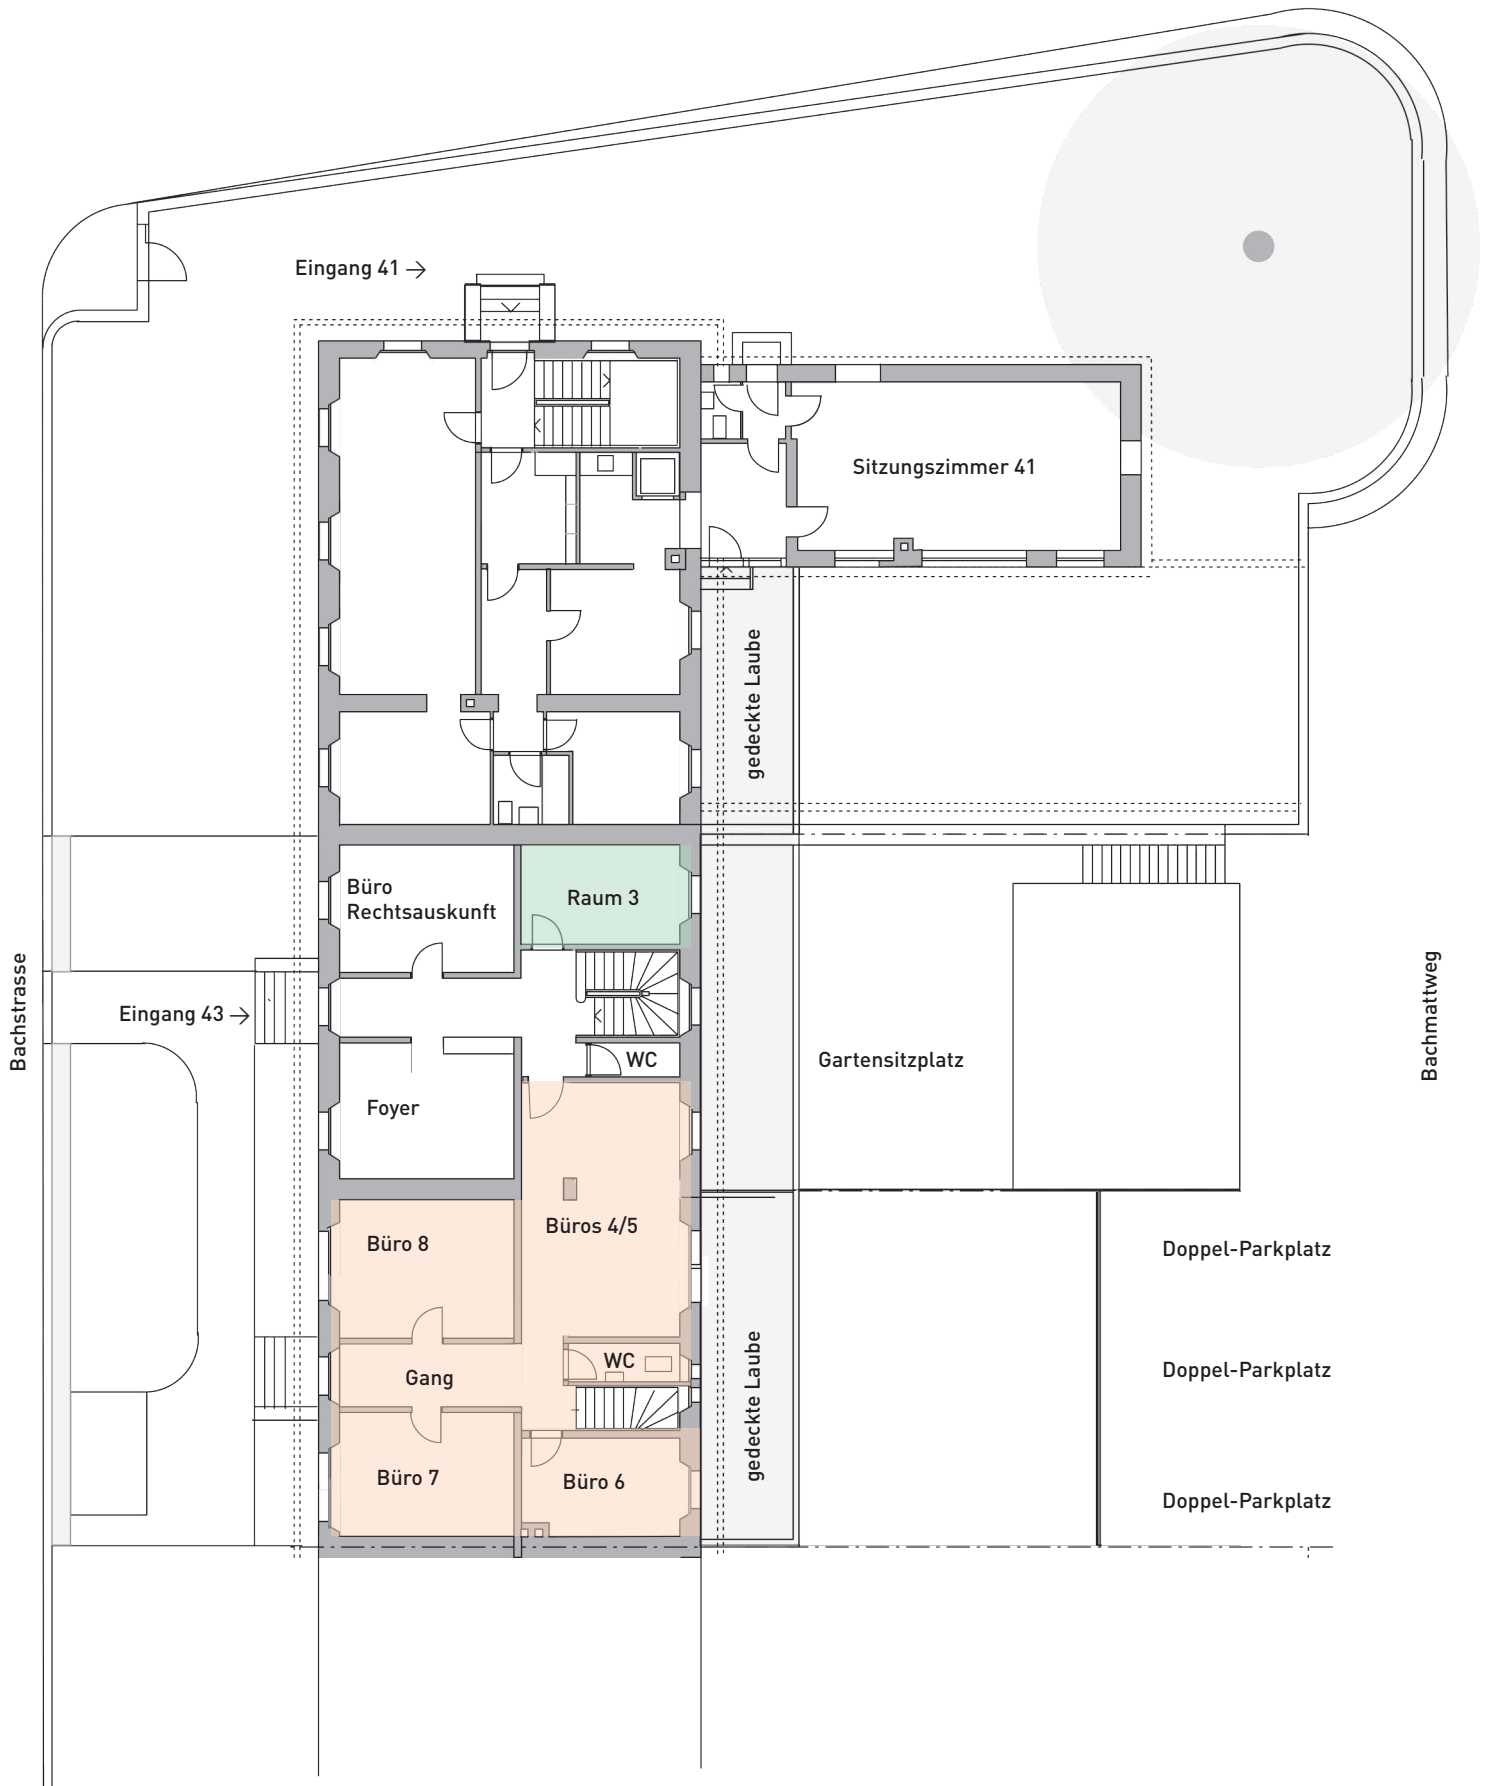 Eingang 41
Sitzungszimmer 41
gedeckte Laube
Büro
Rechtsauskunft
Raum 3
Bachstrasse
Eingang 43
WC
Gartensitzplatz
Bachmattweg
Foyer
Büros 4/5
Büro 8
Doppel-Parkplatz
WC
Gang
Doppel-Parkplatz
gedeckte Laube
Büro 7
Büro 6
Doppel-Parkplatz